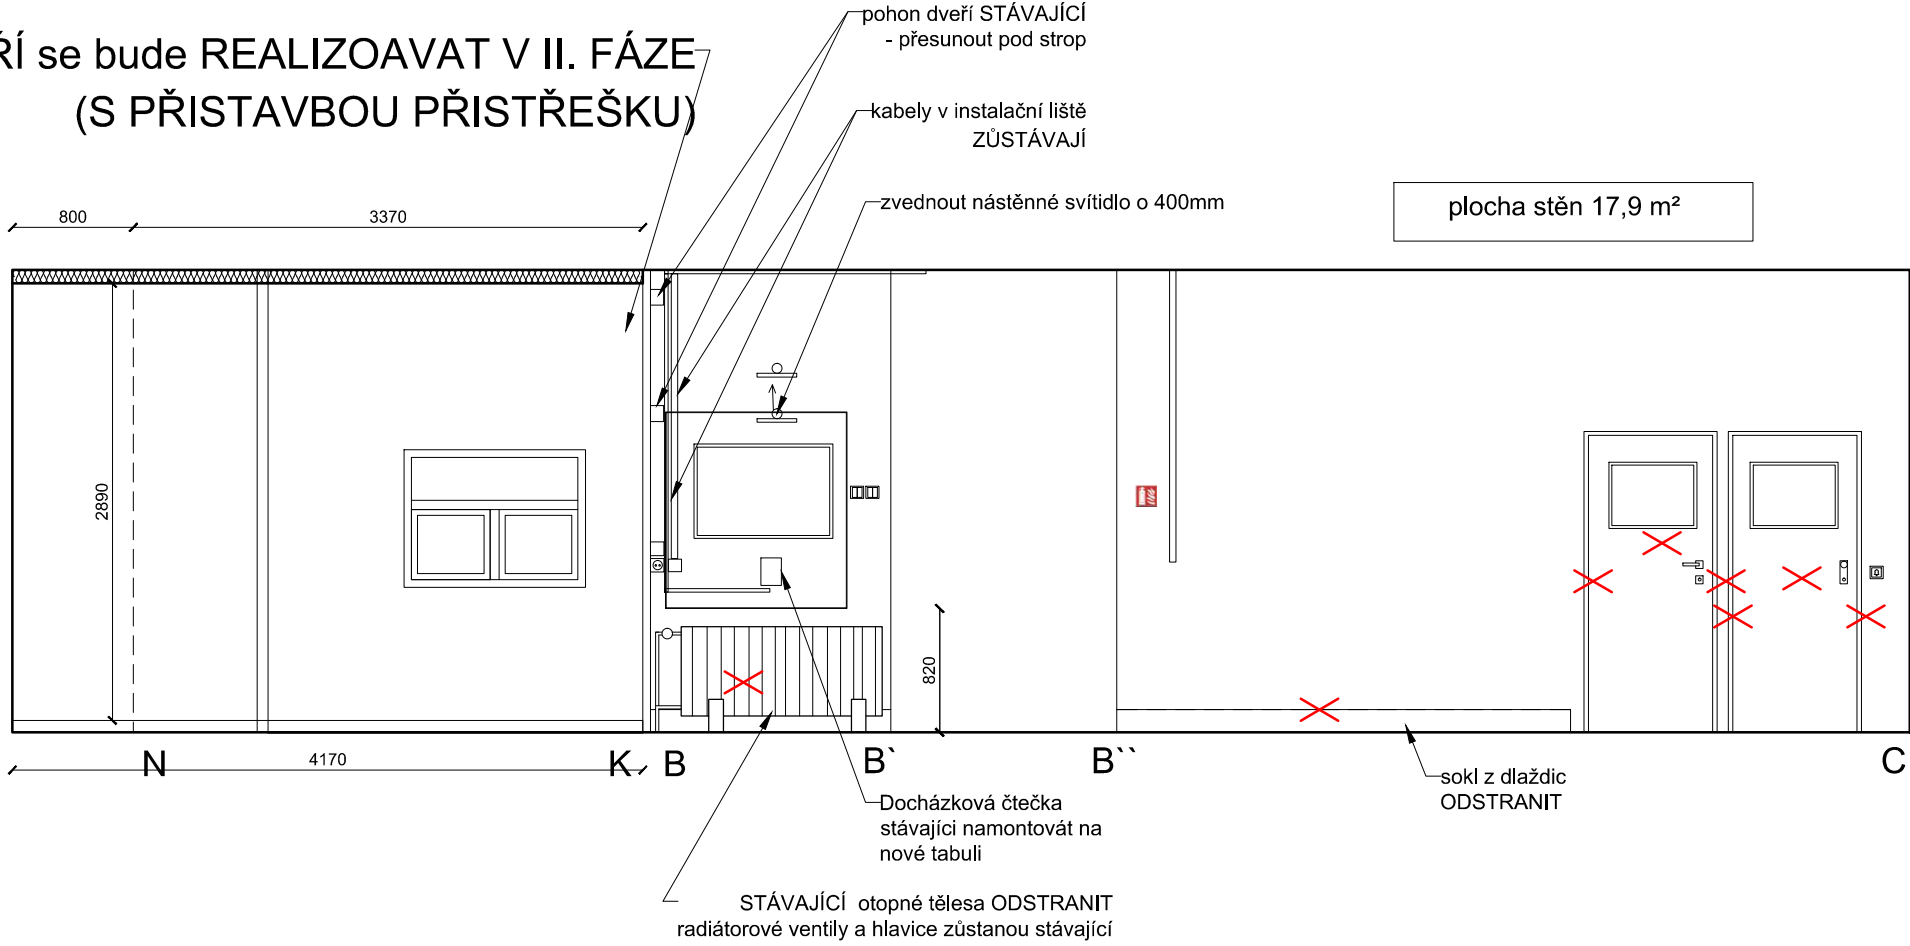 ŘÍ se bude REALIZOAVAT V II. FÁZE
(S PŘISTAVBOU PŘISTŘEŠKU)
pohon dveří STÁVAJÍCÍ
- přesunout pod strop
kabely v instalační liště
ZŮSTÁVAJÍ
zvednout nástěnné svítidlo o 400mm
plocha stěn 17,9 m²
800
3370
2890
820
4170
N
K
B
B`
B``
C
sokl z dlaždic
ODSTRANIT
Docházková čtečka
stávajíci namontovát na
nové tabuli
STÁVAJÍCÍ otopné tělesa ODSTRANIT
radiátorové ventily a hlavice zůstanou stávající